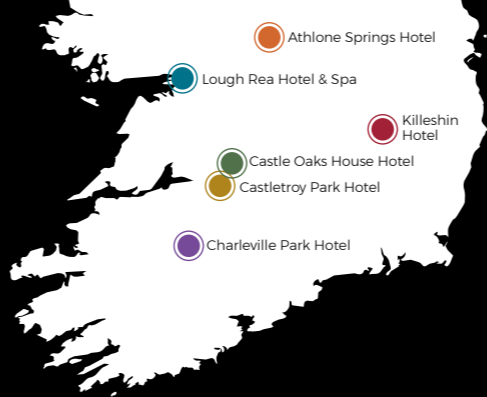 Athlone Springs Hotel
Lough Rea Hotel & Spa
Killeshin
Hotel
Castle Oaks House Hotel
Castletroy Park Hotel
Charleville Park Hotel